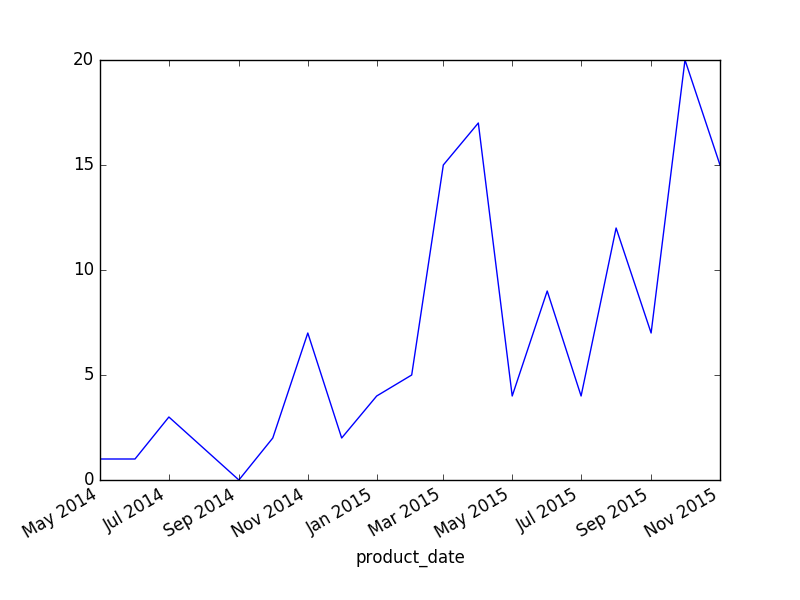 20
15
10
5
0
May 2014
Jul 2014
Sep 2014
Nov 2014
Jan 2015
Mar 2015
May 2015
Jul 2015
Sep 2015
Nov 2015
product_date